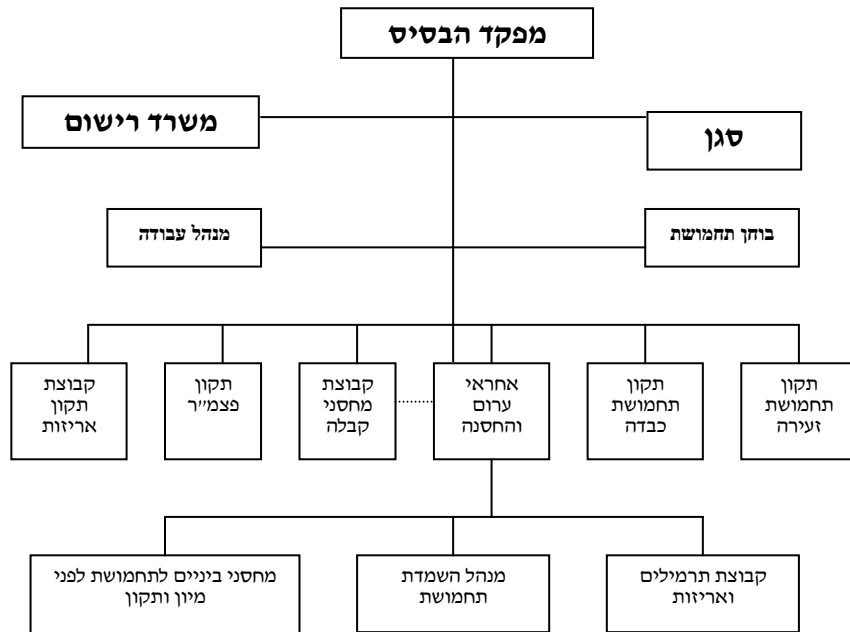 מפקד הבסיס
סגן
משרד רישום
בוחן תחמושת
מנהל עבודה
תקון
תחמושת
זעירה
תקון
תחמושת
כבדה
אחראי
ערום
והחסנה
קבוצת
מחסני
קבלה
תקון
פצמ״ר
קבוצת
תקון
אריזות
קבוצת תרמילים
ואריזות
מנהל השמדת
תחמושת
מחסני ביניים לתחמושת לפני
מיון ותקון